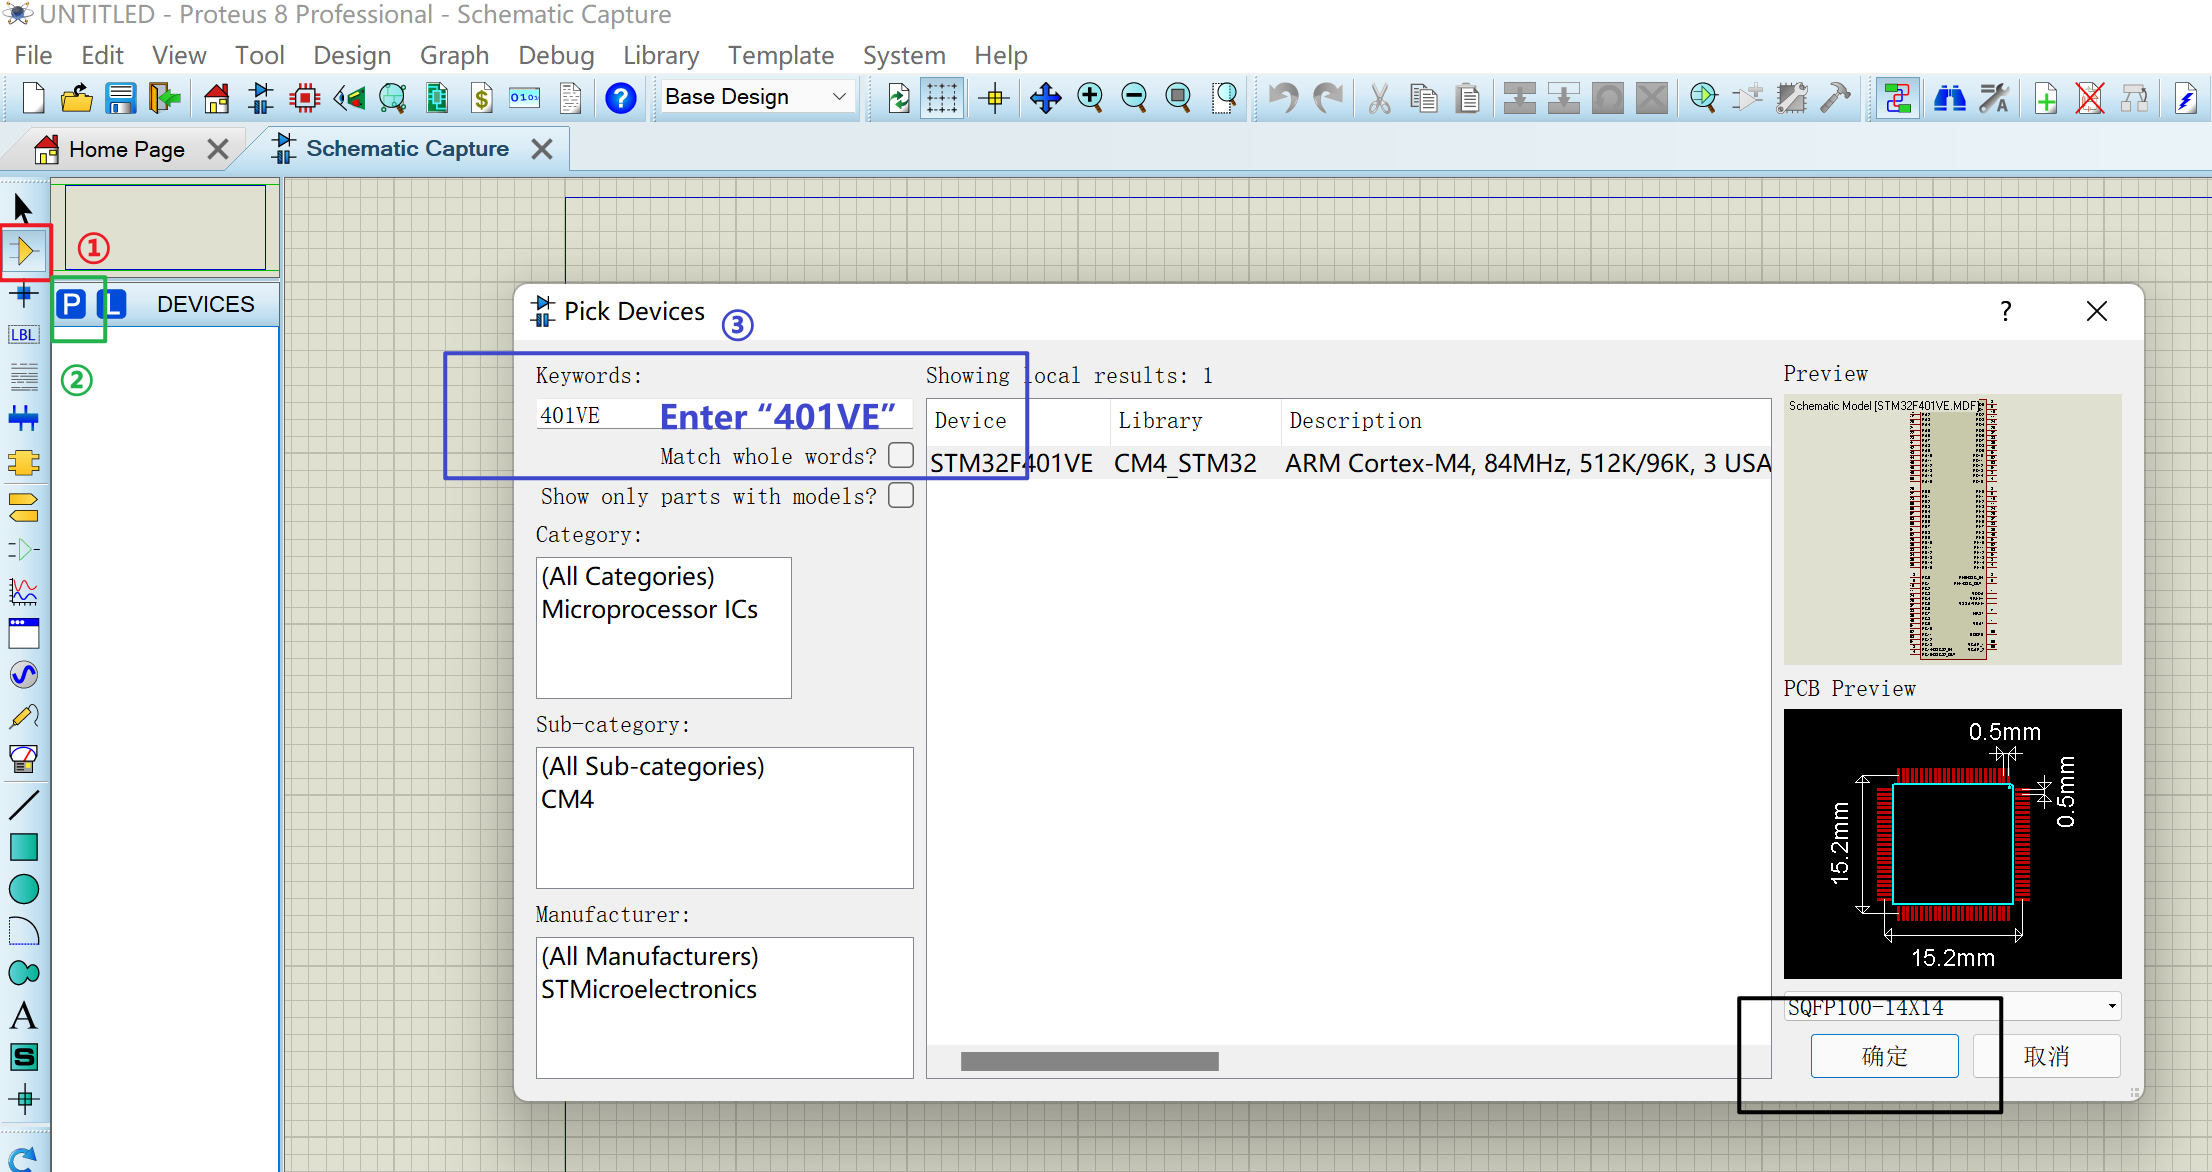 UNTITLED - Proteus 8 Professional - Schematic Capture
File Edit View Tool Design Graph Debug Library Template System Help
Base Design
Home Page
Schematic Capture
①
P L DEVICES
②
LBL
A
S
Pick Devices
③
?
Keywords:
401VE
Enter “401VE”
Match whole words?
Show only parts with models?
Category:
(All Categories)
Microprocessor ICs
Sub-category:
(All Sub-categories)
CM4
Manufacturer:
(All Manufacturers)
STMicroelectronics
Showing local results: 1
Device Library Description
STM32F401VE CM4_STM32 ARM Cortex-M4, 84MHz, 512K/96K, 3 USA
Preview
Schematic Model [STM32F401VE.MDF]
PCB Preview
0.5mm
0.5mm
15.2mm
15.2mm
SQFP100-14X14
确定
取消